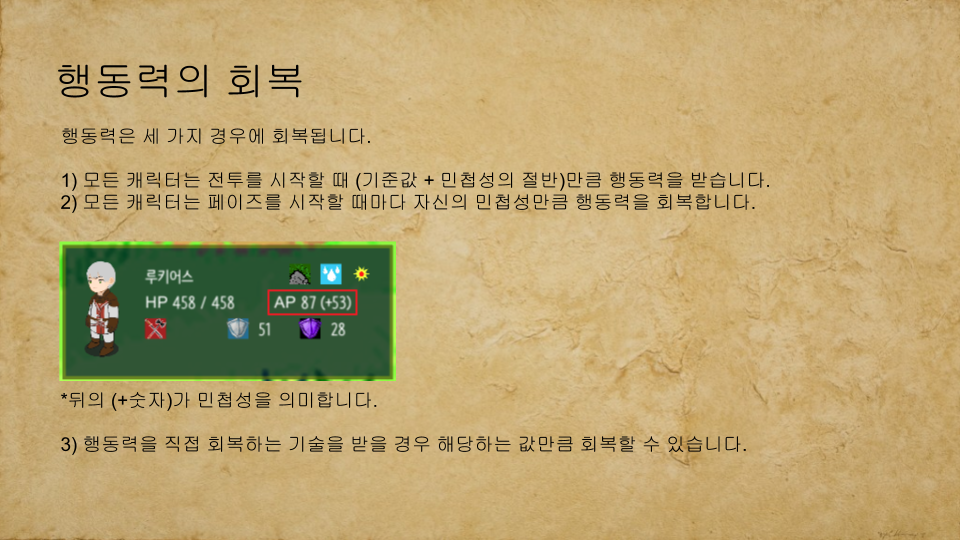 행동력의 회복
행동력은 세 가지 경우에 회복됩니다.
1) 모든 캐릭터는 전투를 시작할 때 (기준값 + 민첩성의 절반)만큼 행동력을 받습니다.
2) 모든 캐릭터는 페이즈를 시작할 때마다 자신의 민첩성만큼 행동력을 회복합니다.
루키어스
HP 458 / 458 AP 87 (+53)
51 28
*뒤의 (+숫자)가 민첩성을 의미합니다.
3) 행동력을 직접 회복하는 기술을 받을 경우 해당하는 값만큼 회복할 수 있습니다.